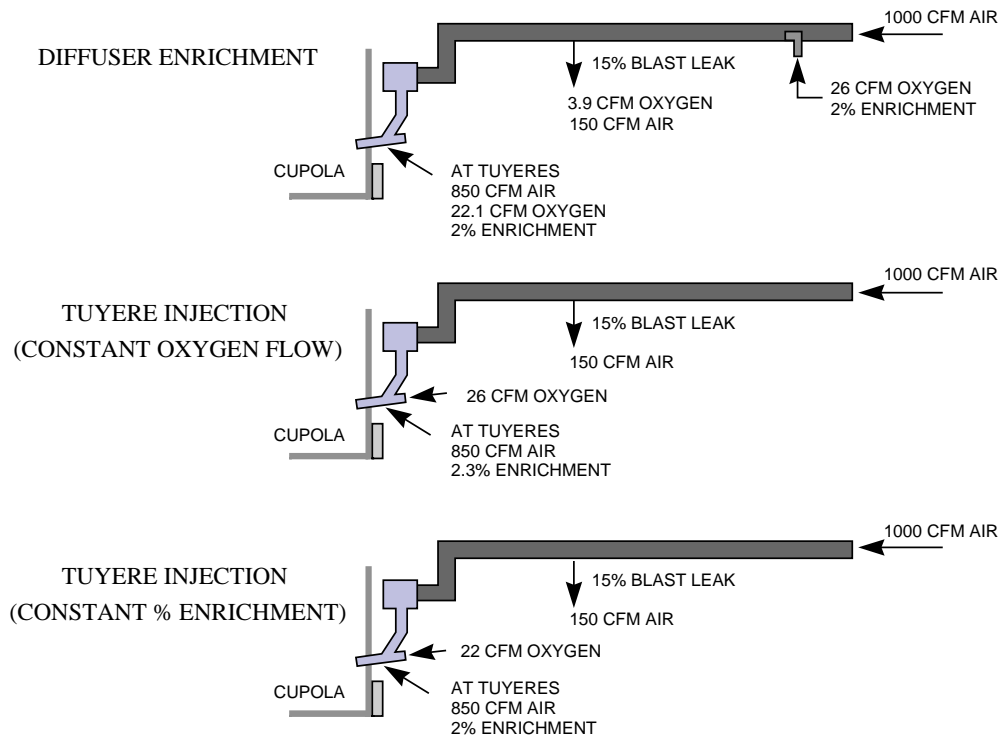 DIFFUSER ENRICHMENT
1000 CFM AIR
15% BLAST LEAK
26 CFM OXYGEN
2% ENRICHMENT
3.9 CFM OXYGEN
150 CFM AIR
CUPOLA
AT TUYERES
850 CFM AIR
22.1 CFM OXYGEN
2% ENRICHMENT
TUYERE INJECTION
(CONSTANT OXYGEN FLOW)
1000 CFM AIR
15% BLAST LEAK
150 CFM AIR
26 CFM OXYGEN
CUPOLA
AT TUYERES
850 CFM AIR
2.3% ENRICHMENT
TUYERE INJECTION
(CONSTANT % ENRICHMENT)
1000 CFM AIR
15% BLAST LEAK
150 CFM AIR
22 CFM OXYGEN
CUPOLA
AT TUYERES
850 CFM AIR
2% ENRICHMENT